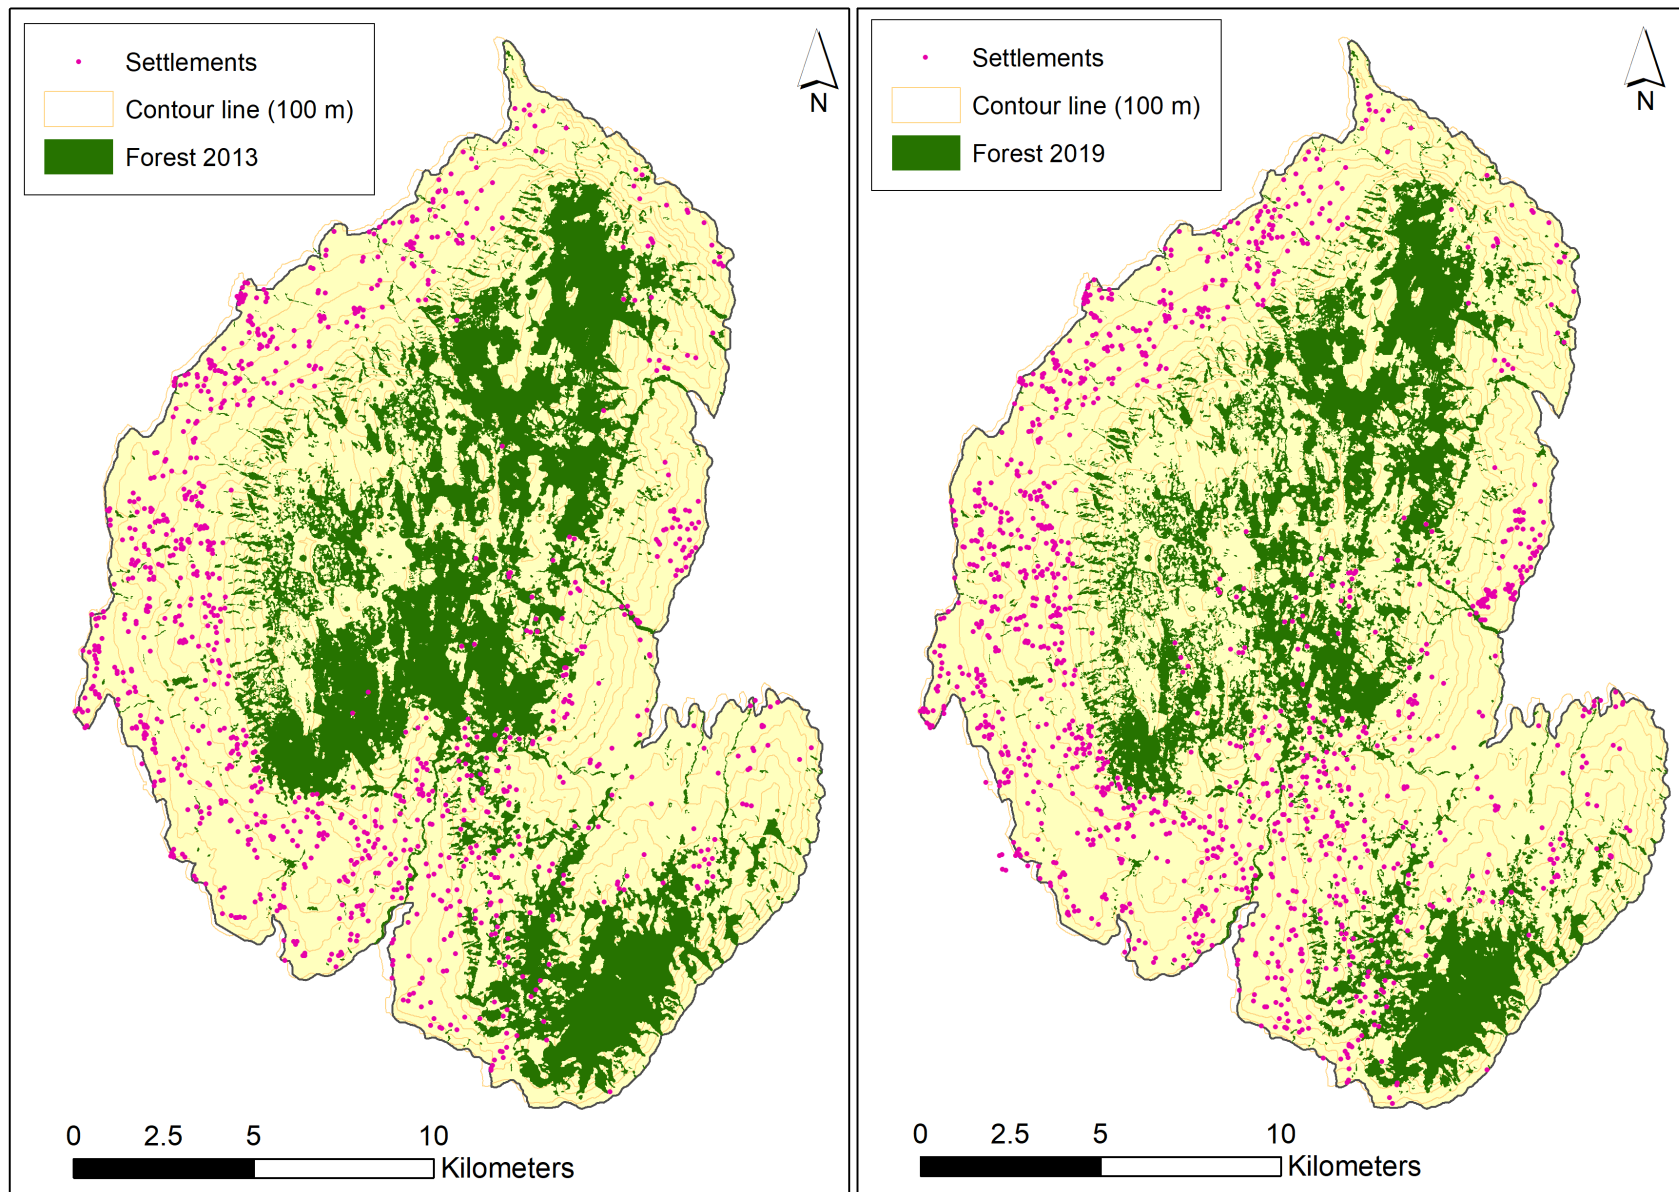 Settlements
Contour line (100 m)
Forest 2013
N
0 2.5 5 10
Kilometers
Settlements
Contour line (100 m)
Forest 2019
N
0 2.5 5 10
Kilometers